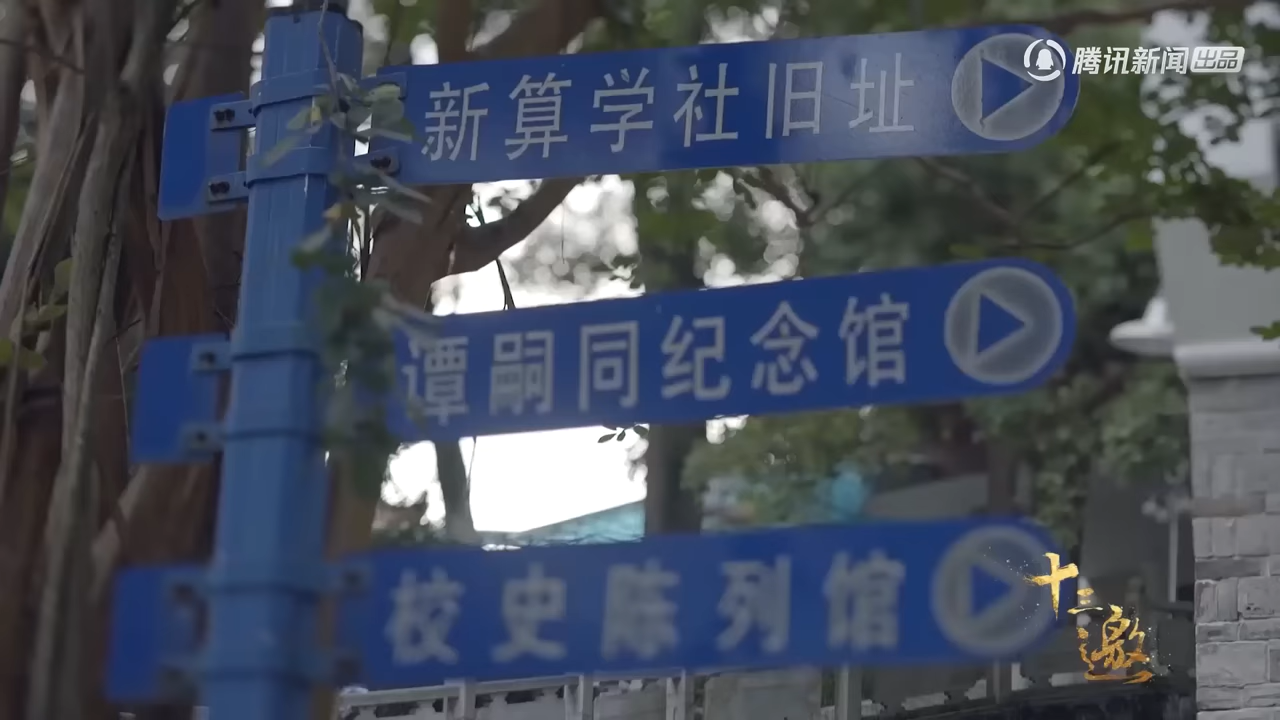 新算学社旧址
腾讯新闻出品
谭嗣同纪念馆
校史陈列馆
十三邀